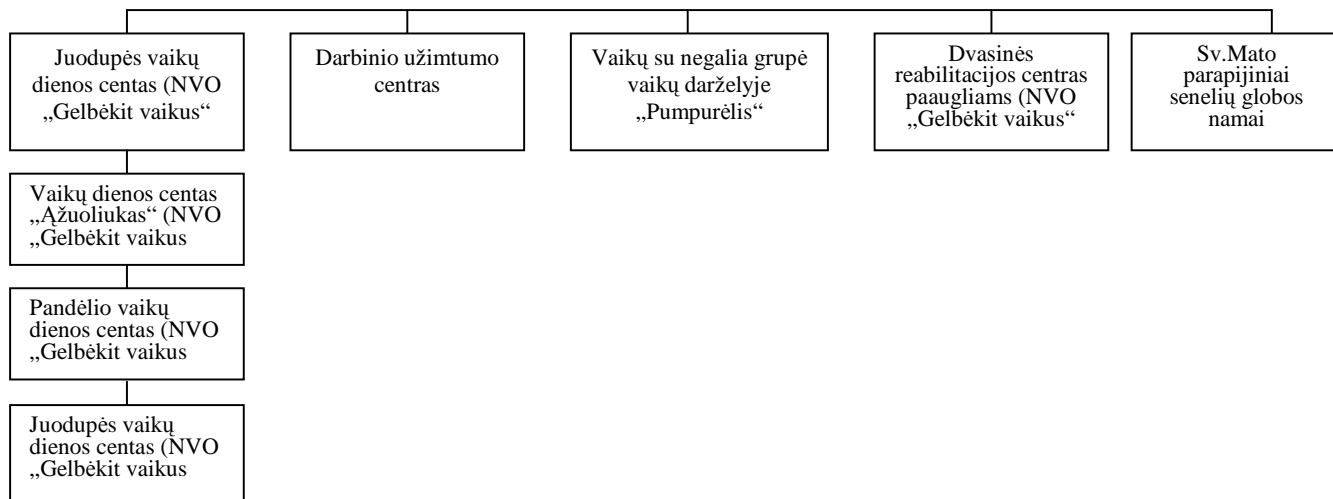 Juodupės vaikų
dienos centas (NVO
„Gelbėkit vaikus“
Darbinio užimtumo
centras
Vaikų su negalia grupė
vaikų darželyje
„Pumpurėlis“
Dvasinės
reabilitacijos centras
paaugliams (NVO
„Gelbėkit vaikus“
Sv.Mato
parapijiniai
senelių globos
namai
Vaikų dienos centas
„Ąžuoliukas“ (NVO
„Gelbėkit vaikus
Pandėlio vaikų
dienos centas (NVO
„Gelbėkit vaikus
Juodupės vaikų
dienos centas (NVO
„Gelbėkit vaikus